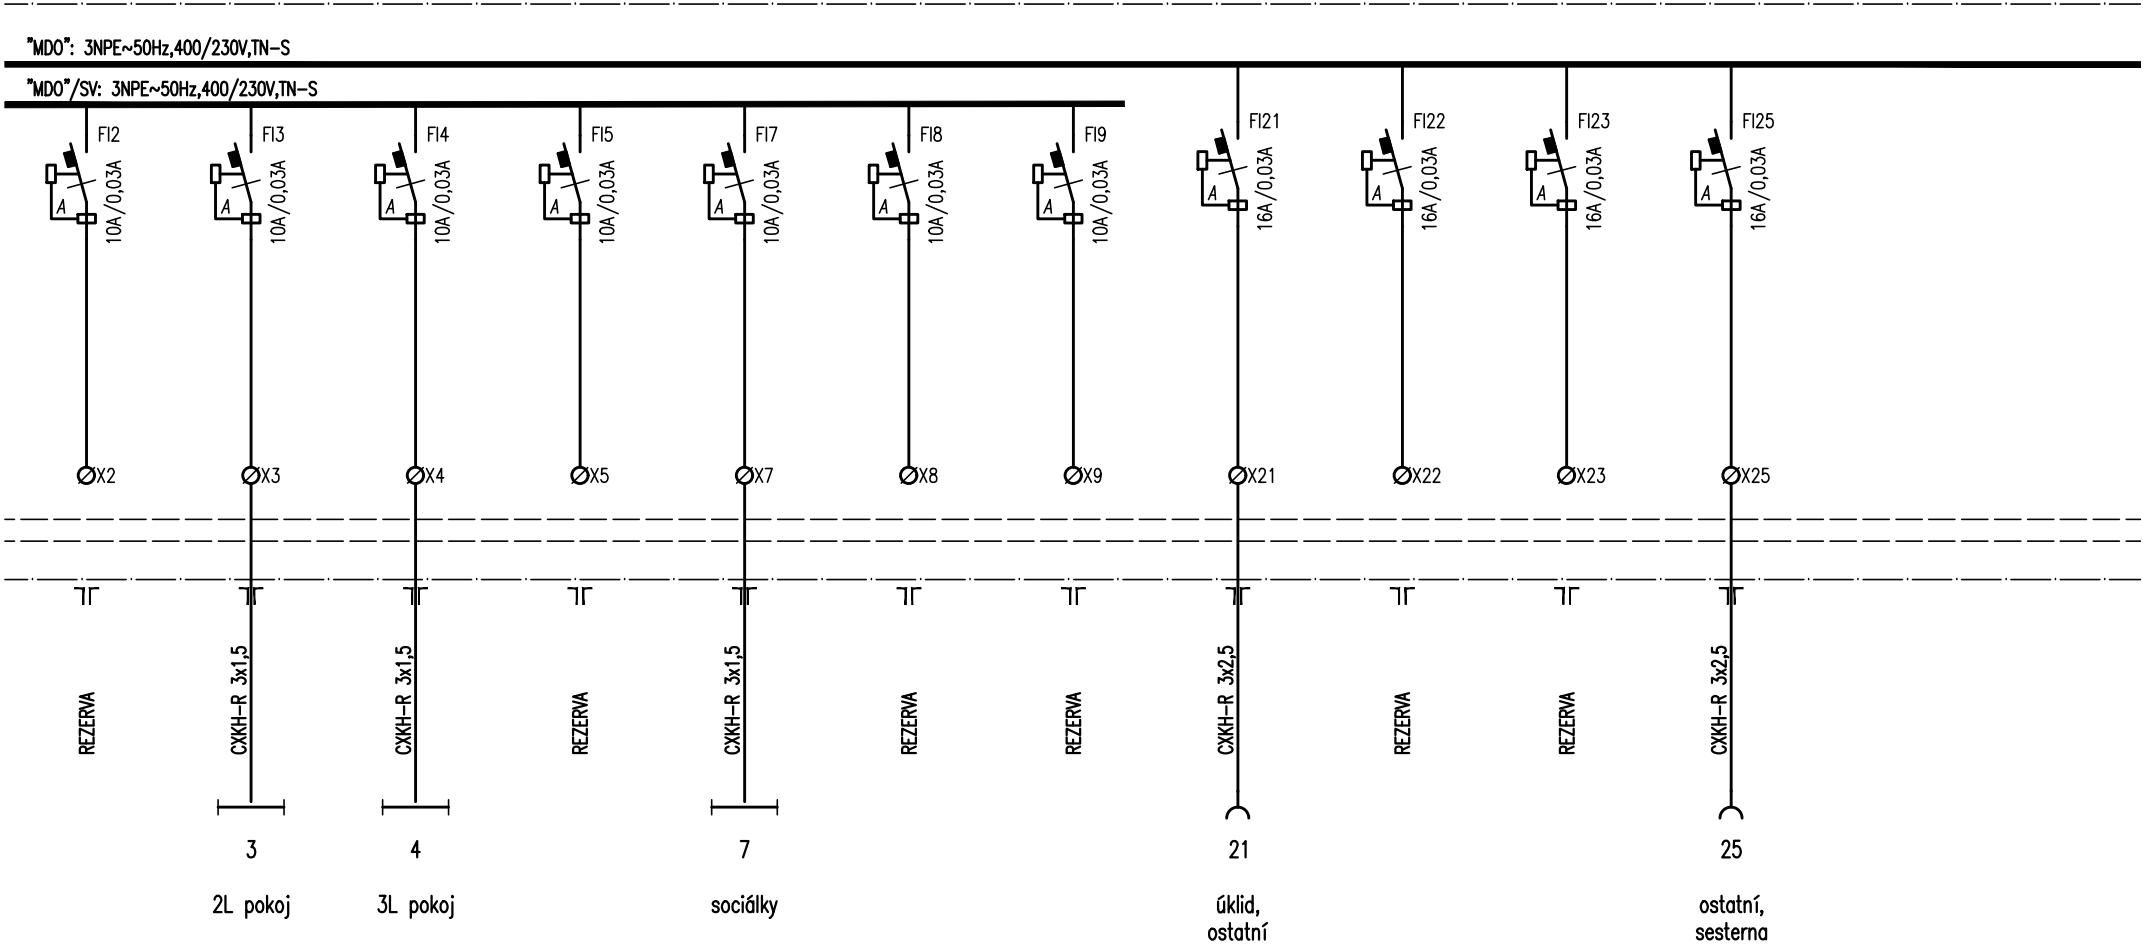 "MDO": 3NPE~50Hz,400/230V,TN-S
"MDO"/SV: 3NPE~50Hz,400/230V,TN-S
FI2
FI3
FI4
FI5
FI7
FI8
FI9
FI21
FI22
FI23
FI25
10A/0,03A
10A/0,03A
10A/0,03A
10A/0,03A
10A/0,03A
10A/0,03A
10A/0,03A
16A/0,03A
16A/0,03A
16A/0,03A
16A/0,03A
A
A
A
A
A
A
A
A
A
A
A
X2
X3
X4
X5
X7
X8
X9
X21
X22
X23
X25
REZERVA
CXKH-R 3x1,5
CXKH-R 3x1,5
REZERVA
CXKH-R 3x1,5
REZERVA
REZERVA
CXKH-R 3x2,5
REZERVA
REZERVA
CXKH-R 3x2,5
3
4
7
21
25
2L pokoj
3L pokoj
sociálky
úklid,
ostatní
ostatní,
sesterna